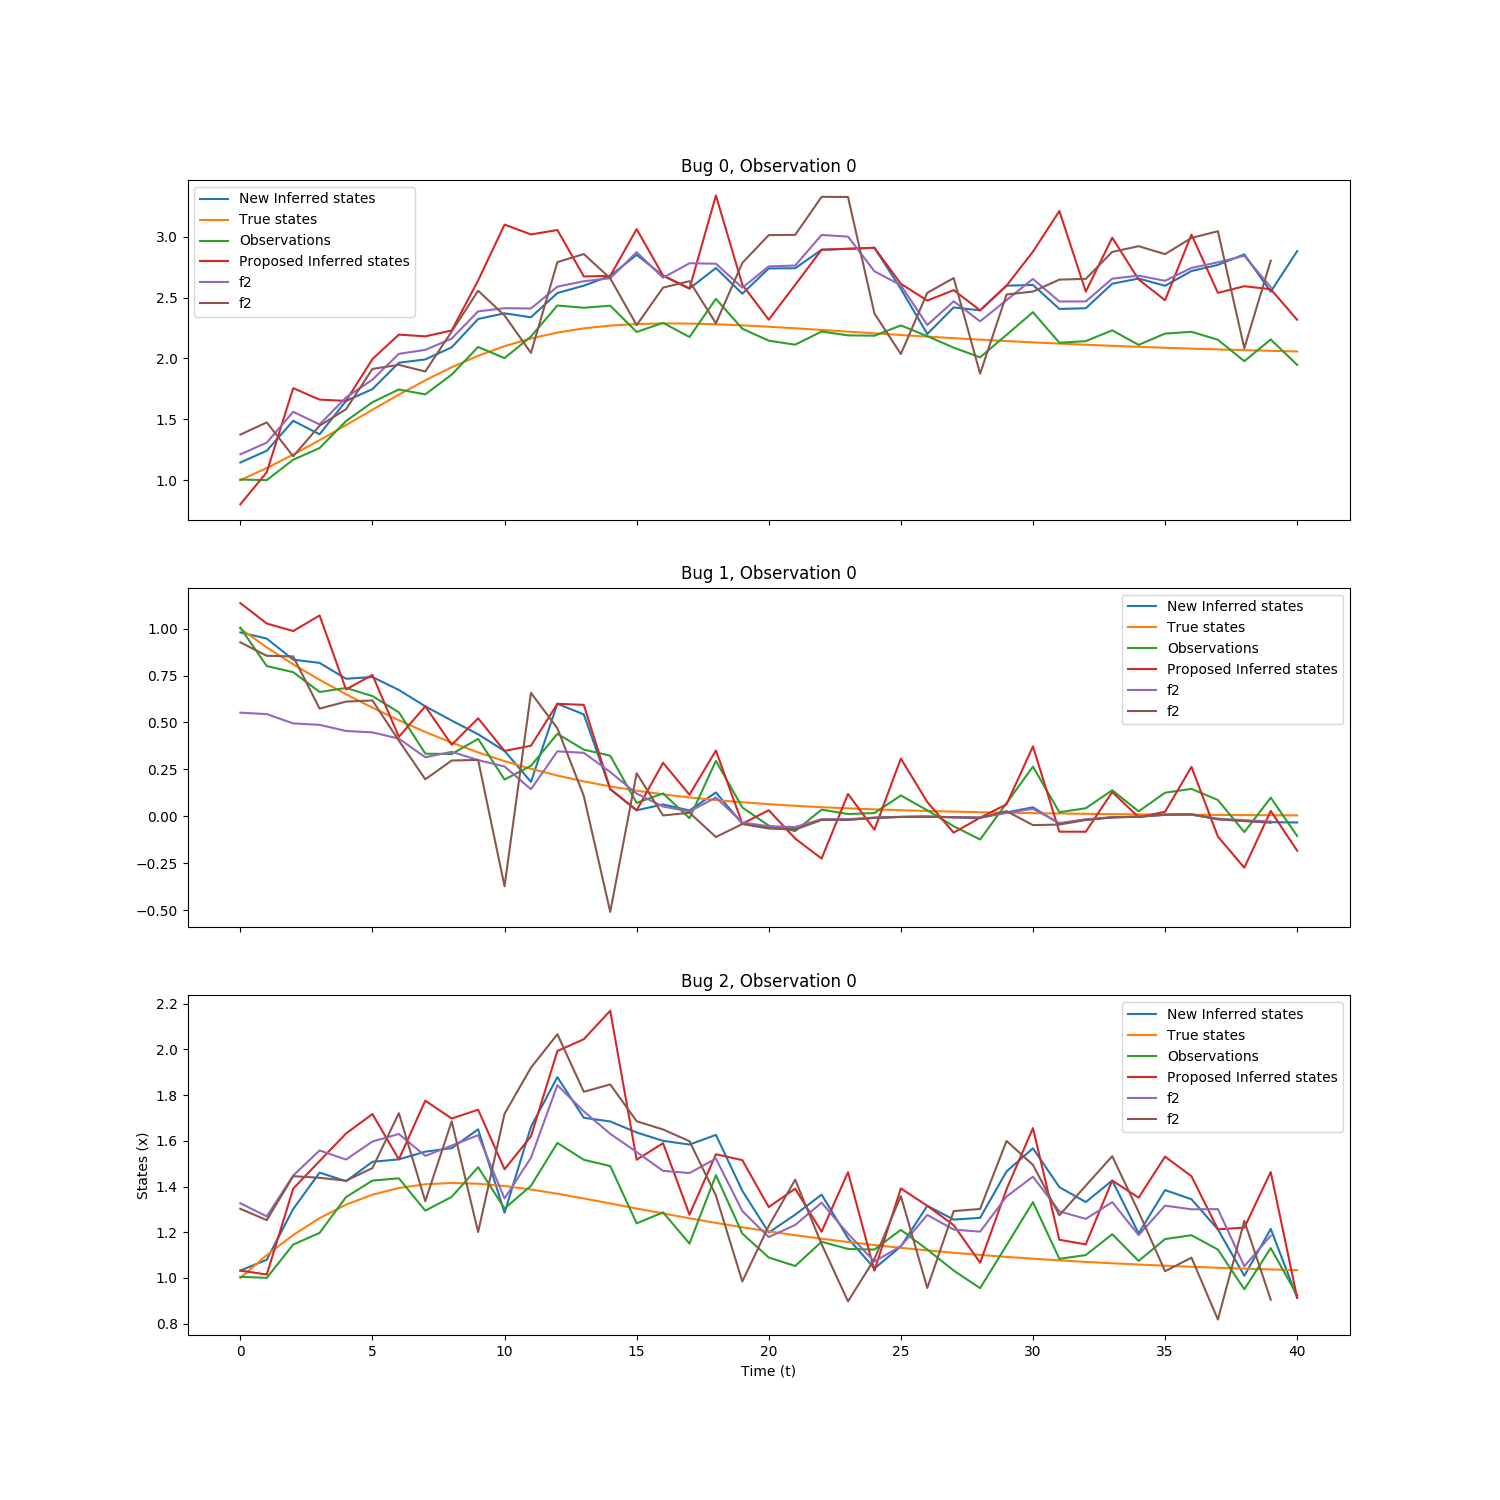 Bug 0, Observation 0
New Inferred states
True states
Observations
Proposed Inferred states
f2
f2
3.0
2.5
2.0
1.5
1.0
Bug 1, Observation 0
New Inferred states
True states
Observations
Proposed Inferred states
f2
f2
1.00
0.75
0.50
0.25
0.00
−0.25
−0.50
Bug 2, Observation 0
New Inferred states
True states
Observations
Proposed Inferred states
f2
f2
2.2
2.0
1.8
1.6
1.4
1.2
1.0
0.8
States (x)
0 5 10 15 20 25 30 35 40
Time (t)